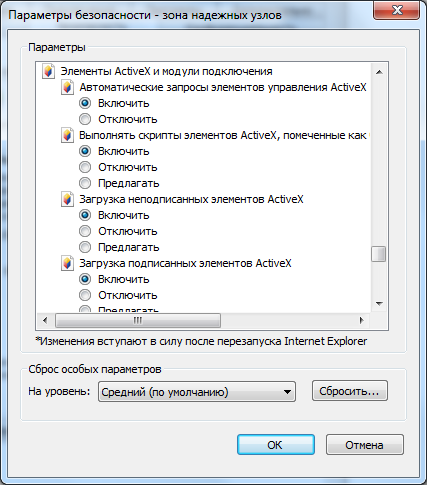 Параметры безопасности - зона надежных узлов
Параметры
Элементы ActiveX и модули подключения
Автоматические запросы элементов управления ActiveX
Включить
Отключить
Выполнять скрипты элементов ActiveX, помеченные как
Включить
Отключить
Предлагать
Загрузка неподписанных элементов ActiveX
Включить
Отключить
Предлагать
Загрузка подписанных элементов ActiveX
Включить
Отключить
Предлагать
*Изменения вступают в силу после перезапуска Internet Explorer
Сброс особых параметров
На уровень: Средний (по умолчанию) Сбросить...
OK Отмена